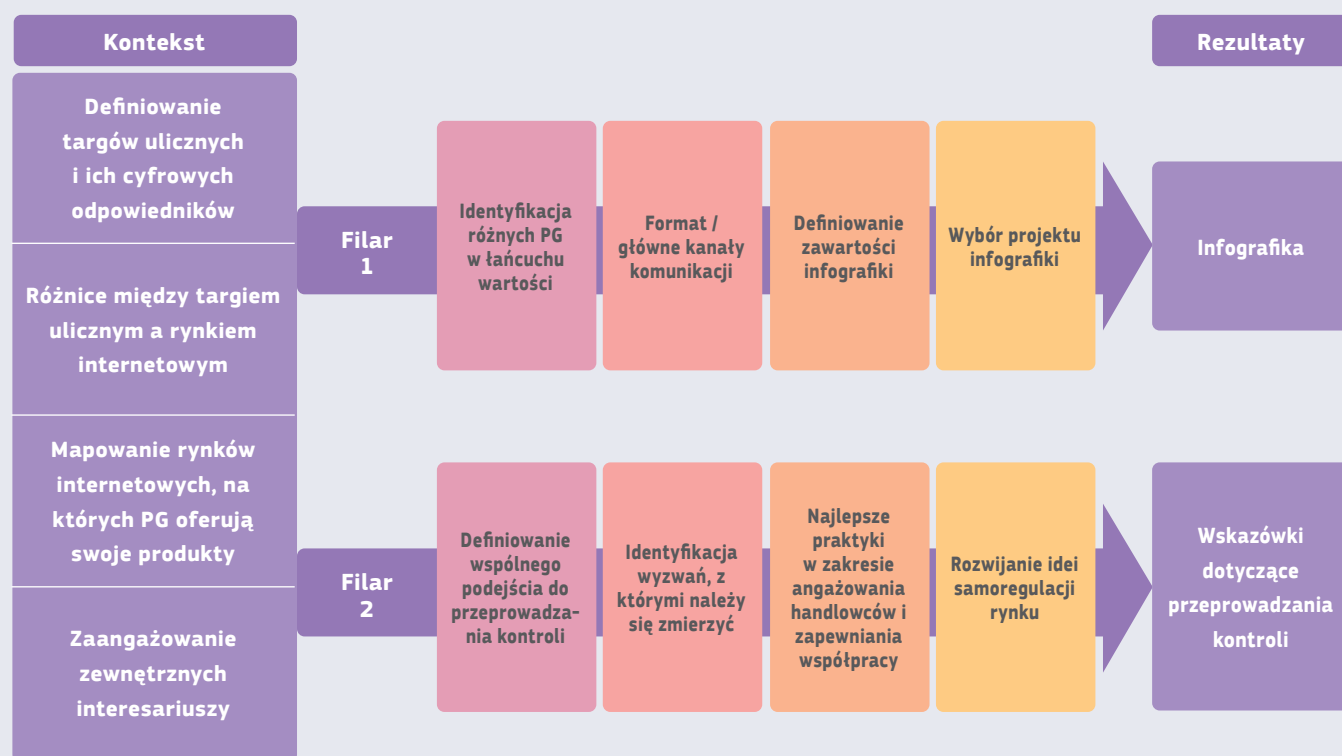 Kontekst
Rezultaty
Definiowanie
targów ulicznych
i ich cyfrowych
odpowiedników
Różnice między targiem
ulicznym a rynkiem
internetowym
Mapowanie rynków
internetowych, na
których PG oferują
swoje produkty
Zaangażowanie
zewnętrznych
interesariuszy
Filar
1
Identyfikacja
różnych PG
w łańcuchu
wartości
Format /
główne kanały
komunikacji
Definiowanie
zawartości
infografiki
Wybór projektu
infografiki
Infografika
Filar
2
Definiowanie
wspólnego
podejścia do
przeprowadza-
nia kontroli
Identyfikacja
wyzwań, z
którymi należy
się zmierzyć
Najlepsze
praktyki
w zakresie
angażowania
handlowców i
zapewniania
współpracy
Rozwijanie idei
samoregulacji
rynku
Wskazówki
dotyczące
przeprowadzania
kontroli